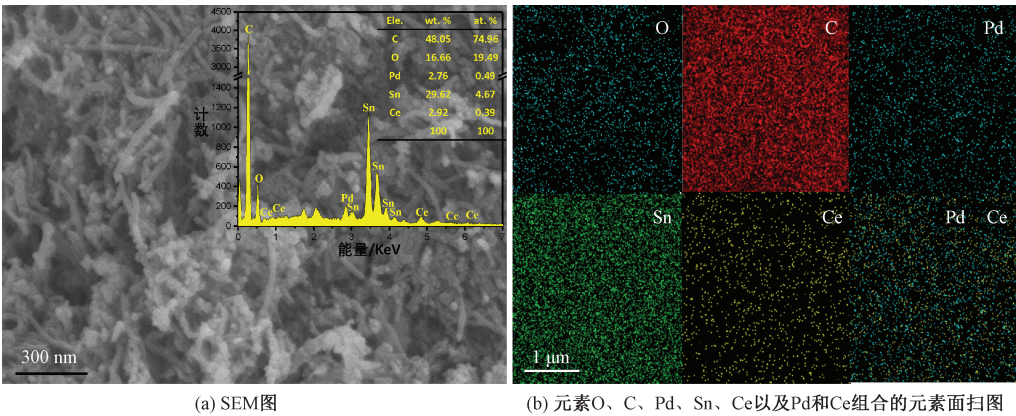 4500
4000
3500
3000
1400
1200
1000
800
600
400
200
0
计数
C
O
Ce
Ce
Pd
Sn
Sn
Sn
Sn
Sn
Ce
Ce
Ce
0 1 2 3 4 5 6 7
能量/KeV
Ele. wt. % at. %
C 48.05 74.96
O 16.66 19.49
Pd 2.76 0.49
Sn 29.62 4.67
Ce 2.92 0.39
100 100
300 nm
(a) SEM图
O C Pd
Sn Ce Pd Ce
1 μm
(b) 元素O、C、Pd、Sn、Ce以及Pd和Ce组合的元素面扫图